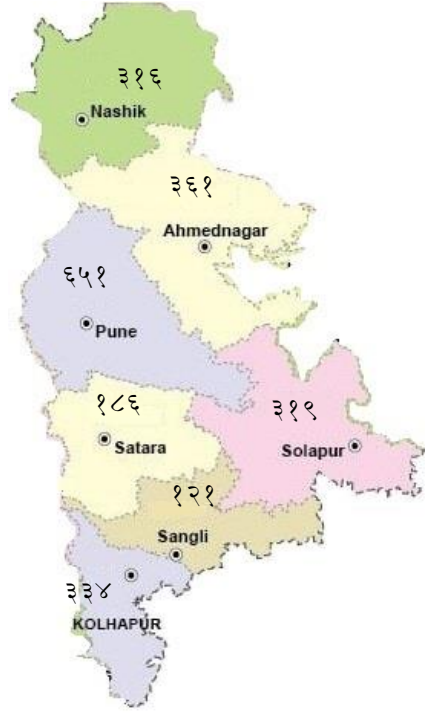 ३१६
Nashik
३६१
Ahmednagar
६५१
Pune
१८६
३१९
Satara
Solapur
१२१
Sangli
३३४
KOLHAPUR